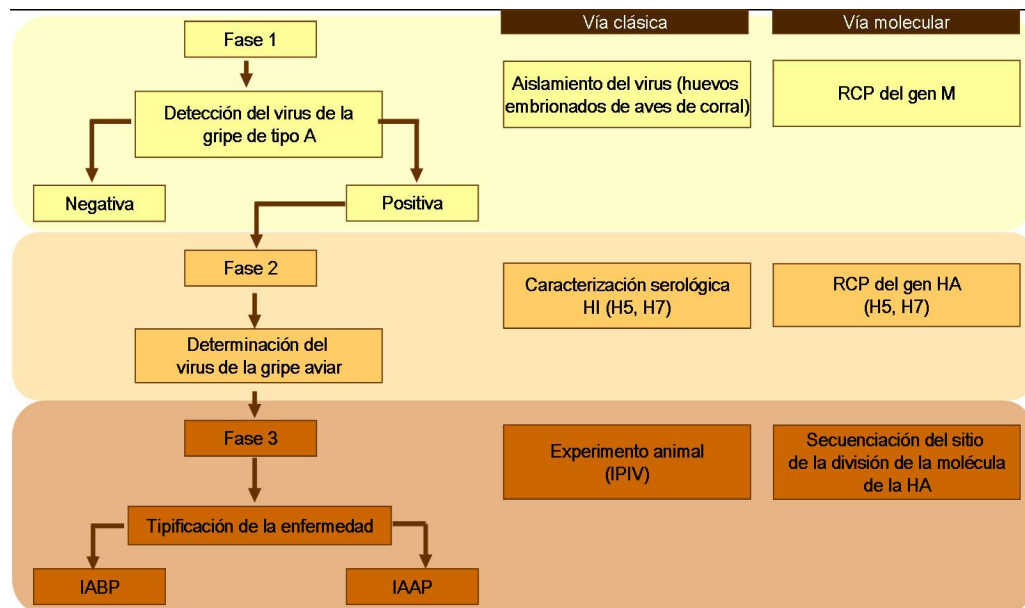 Vía clásica
Vía molecular
Fase 1
Detección del virus de la
gripe de tipo A
Negativa
Positiva
Aislamiento del virus (huevos
embrionados de aves de corral)
RCP del gen M
Fase 2
Determinación del
virus de la gripe aviar
Caracterización serológica
HI (H5, H7)
RCP del gen HA
(H5, H7)
Fase 3
Tipificación de la enfermedad
IABP
IAAP
Experimento animal
(IPIV)
Secuenciación del sitio
de la división de la molécula
de la HA